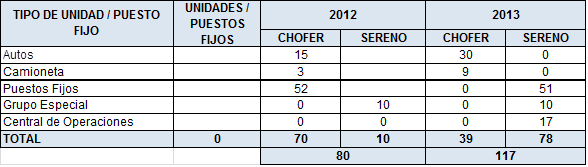 TIPO DE UNIDAD / PUESTO FIJO UNIDADES / PUESTOS FIJOS 2012 2013
CHOFER SERENO CHOFER SERENO
Autos 15 30 0
Camioneta 3 9 0
Puestos Fijos 52 0 51
Grupo Especial 0 10 0 10
Central de Operaciones 0 0 0 17
TOTAL 0 70 10 39 78
80 117